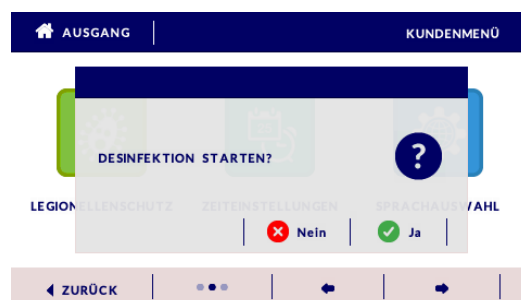 AUSGANG
KUNDENMENÜ
DESINFEKTION STARTEN?
?
LEGIONELLENSCHUTZ ZEITEINSTELLUNGEN SPRACHAUSWAHL
Nein Ja
ZURÜCK